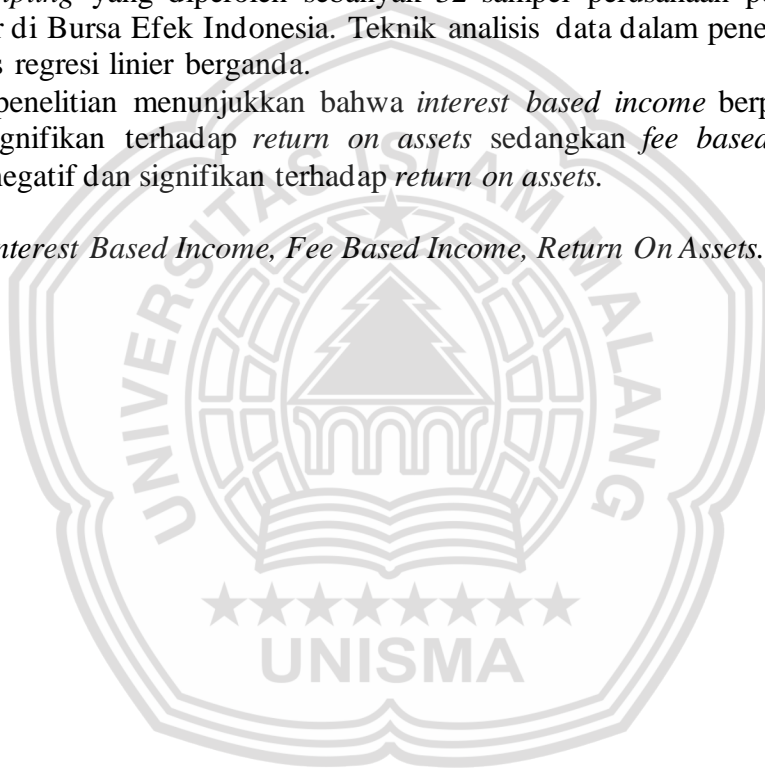 mpling yang diperoleh sebanyak 32 sampel perusahaan p
r di Bursa Efek Indonesia. Teknik analisis data dalam pene
s regresi linier berganda.
penelitian menunjukkan bahwa interest based income berp
gnifikan terhadap return on assets sedangkan fee based
negatif dan signifikan terhadap return on assets.
nterest Based Income, Fee Based Income, Return On Assets.
UNIVERSITAS ISLAM MALANG
UNISMA